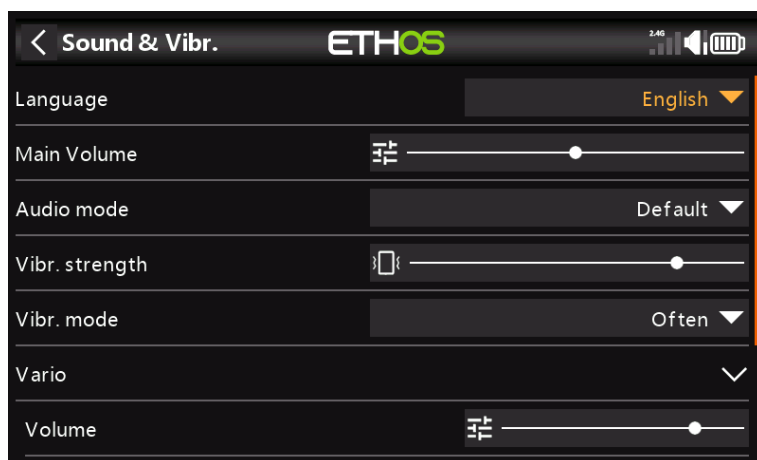 Sound & Vibr. ETHOS 2.4G
Language English
Main Volume
Audio mode Default
Vibr. strength
Vibr. mode Often
Vario
Volume